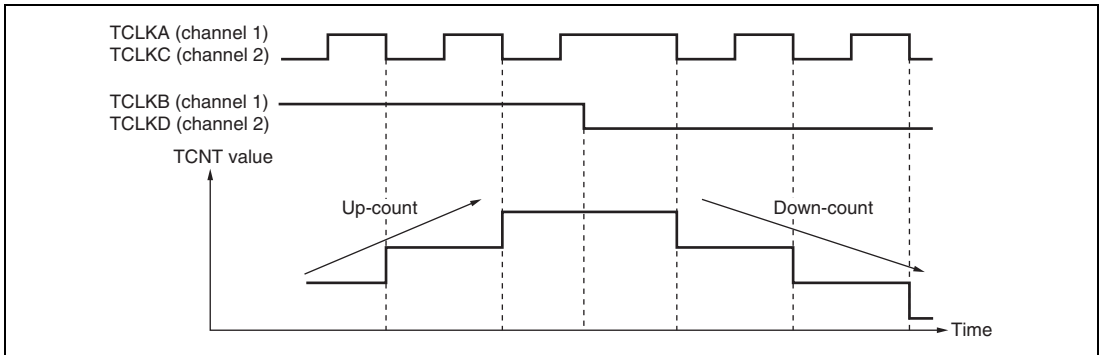 TCLKA (channel 1)
TCLKC (channel 2)
TCLKB (channel 1)
TCLKD (channel 2)
TCNT value
Up-count
Down-count
Time